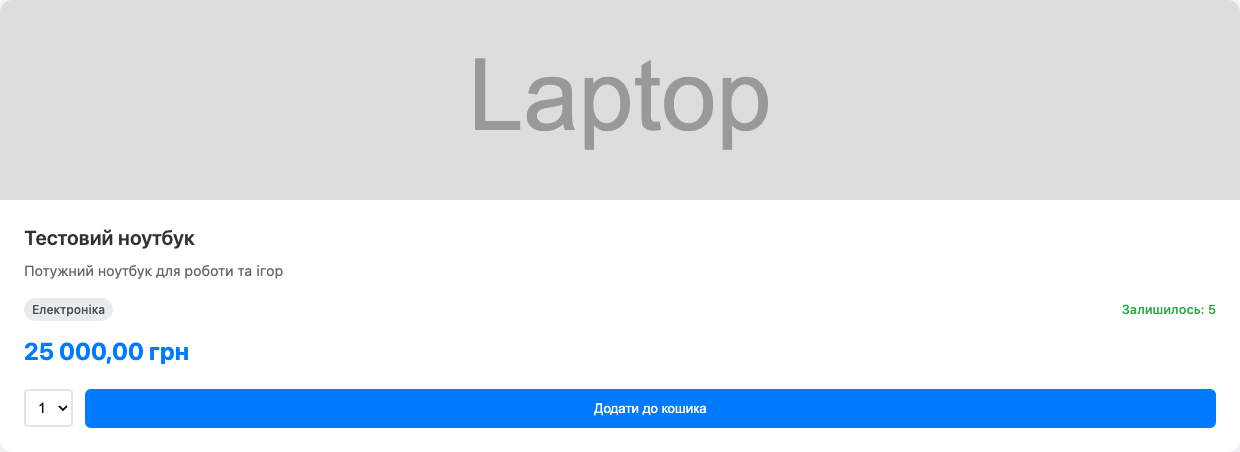 Laptop
Тестовий ноутбук
Потужний ноутбук для роботи та ігор
Електроніка
Залишилось: 5
25 000,00 грн
1
Додати до кошика